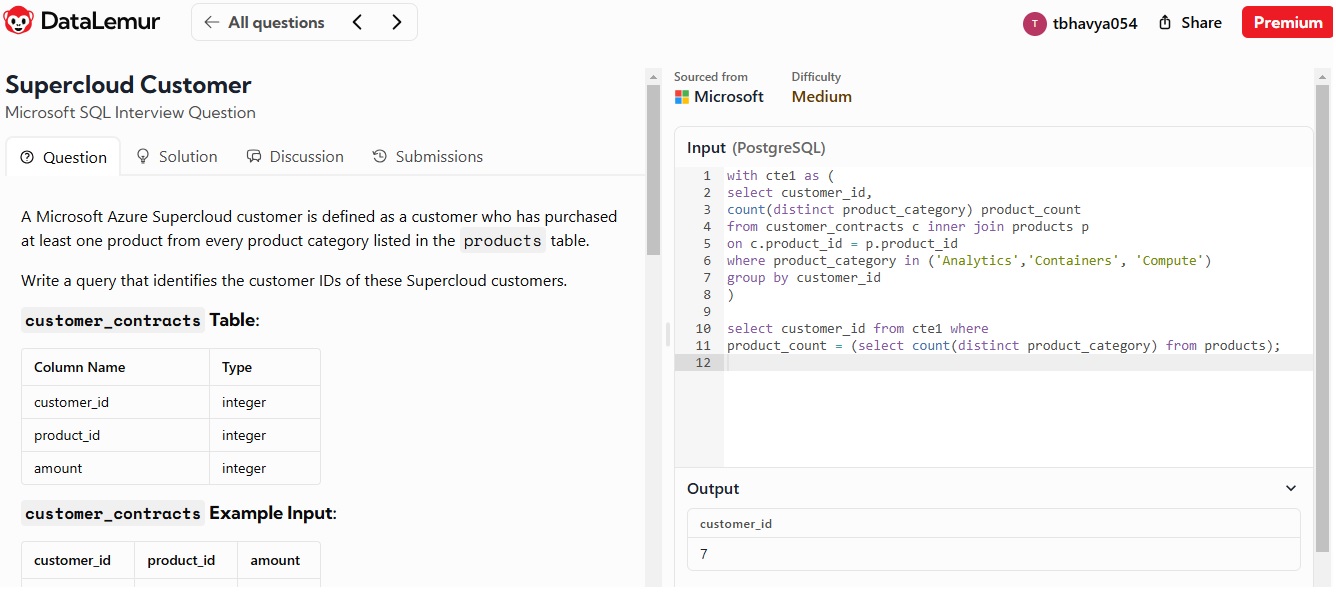 DataLemur
All questions
T tbhavya054
Share
Premium
Supercloud Customer
Microsoft SQL Interview Question
Question
Solution
Discussion
Submissions
A Microsoft Azure Supercloud customer is defined as a customer who has purchased
at least one product from every product category listed in the products table.
Write a query that identifies the customer IDs of these Supercloud customers.
customer_contracts Table:
Column Name Type
customer_id integer
product_id integer
amount integer
customer_contracts Example Input:
customer_id product_id amount
Sourced from Difficulty
Microsoft Medium
Input (PostgreSQL)
1 with cte1 as (
2 select customer_id,
3 count(distinct product_category) product_count
4 from customer_contracts c inner join products p
5 on c.product_id = p.product_id
6 where product_category in ('Analytics','Containers', 'Compute')
7 group by customer_id
8 )
9
10 select customer_id from cte1 where
11 product_count = (select count(distinct product_category) from products);
12
Output
customer_id
7